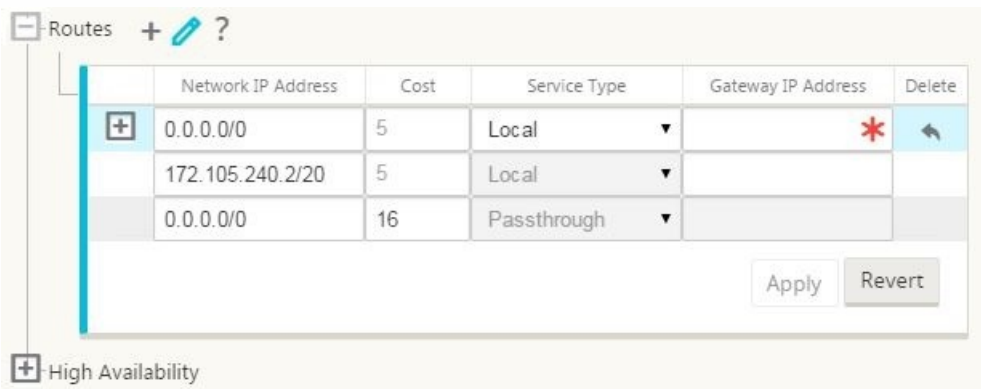 Routes + ?
Network IP Address Cost Service Type Gateway IP Address Delete
0.0.0.0/0 5 Local *
172.105.240.2/20 5 Local
0.0.0.0/0 16 Passthrough
Apply Revert
High Availability